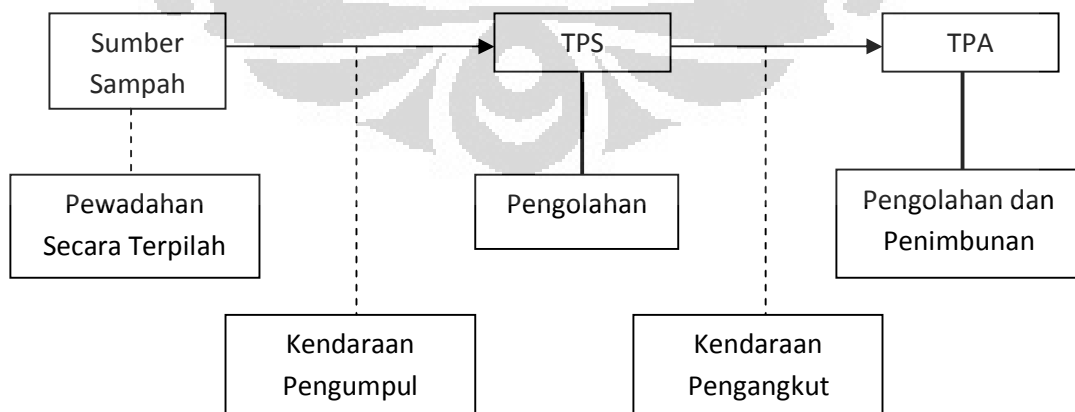 Sumber
Sampah
TPS
TPA
Pewadahan
Secara Terpilah
Pengolahan
Pengolahan dan
Penimbunan
Kendaraan
Pengumpul
Kendaraan
Pengangkut